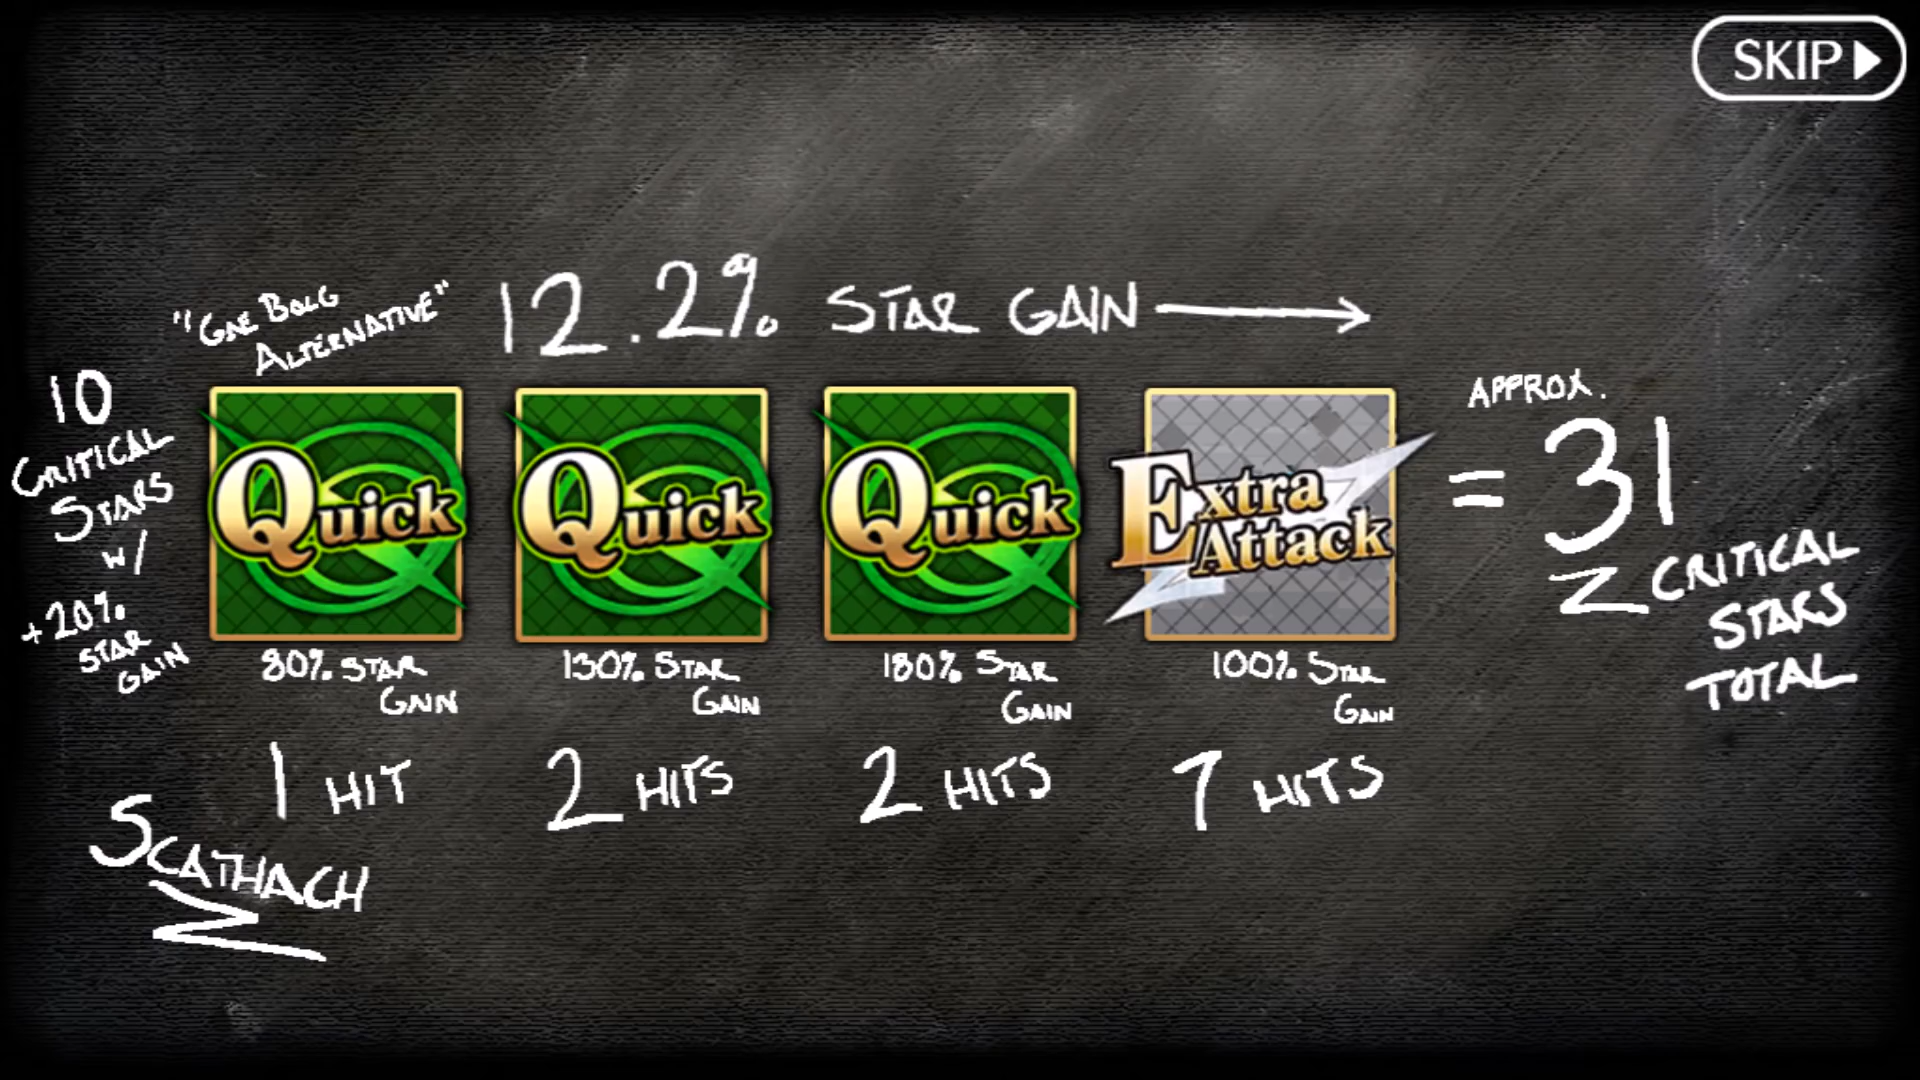 SKIP
"GAE BOLG
ALTERNATIVE"
12.2% STAR GAIN
10
CRITICAL
STARS
w/
+20%
STAR
GAIN
Quick
Quick
Quick
Extra
Attack
APPROX.
= 31
CRITICAL
STARS
TOTAL
80% STAR
GAIN
130% STAR
GAIN
180% STAR
GAIN
100% STAR
GAIN
1 HIT
2 HITS
2 HITS
7 HITS
SCATHACH